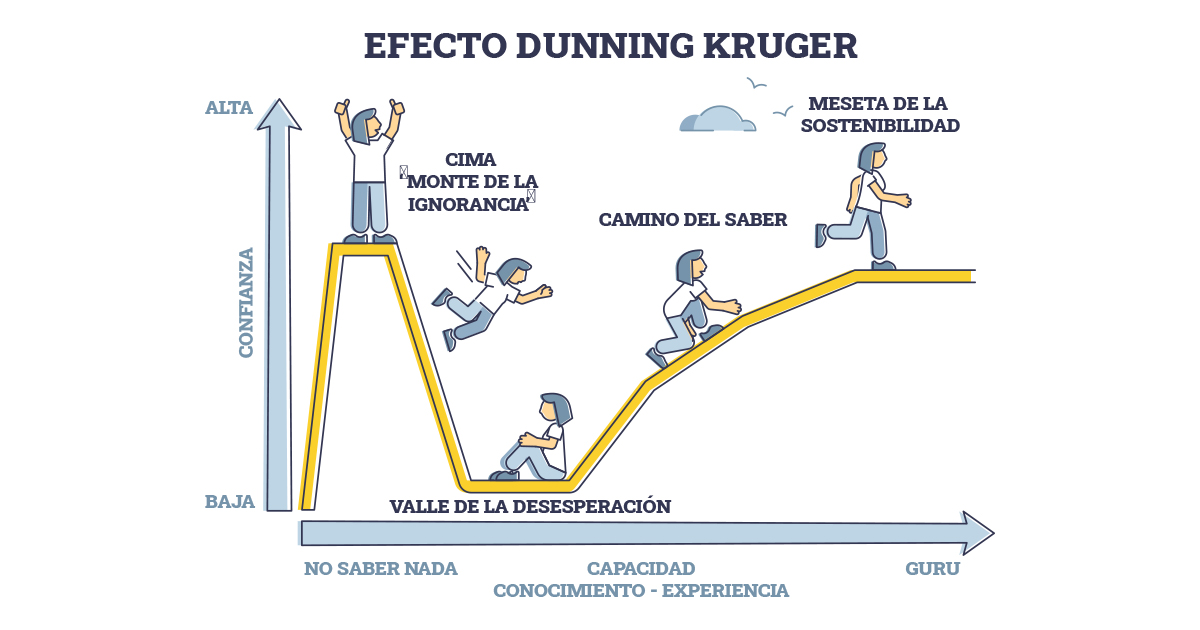 EFECTO DUNNING KRUGER
ALTA
MESETA DE LA
SOSTENIBILIDAD
CIMA
MONTE DE LA
IGNORANCIA
CAMINO DEL SABER
CONFIANZA
BAJA
VALLE DE LA DESESPERACIÓN
NO SABER NADA
CAPACIDAD
GURU
CONOCIMIENTO - EXPERIENCIA